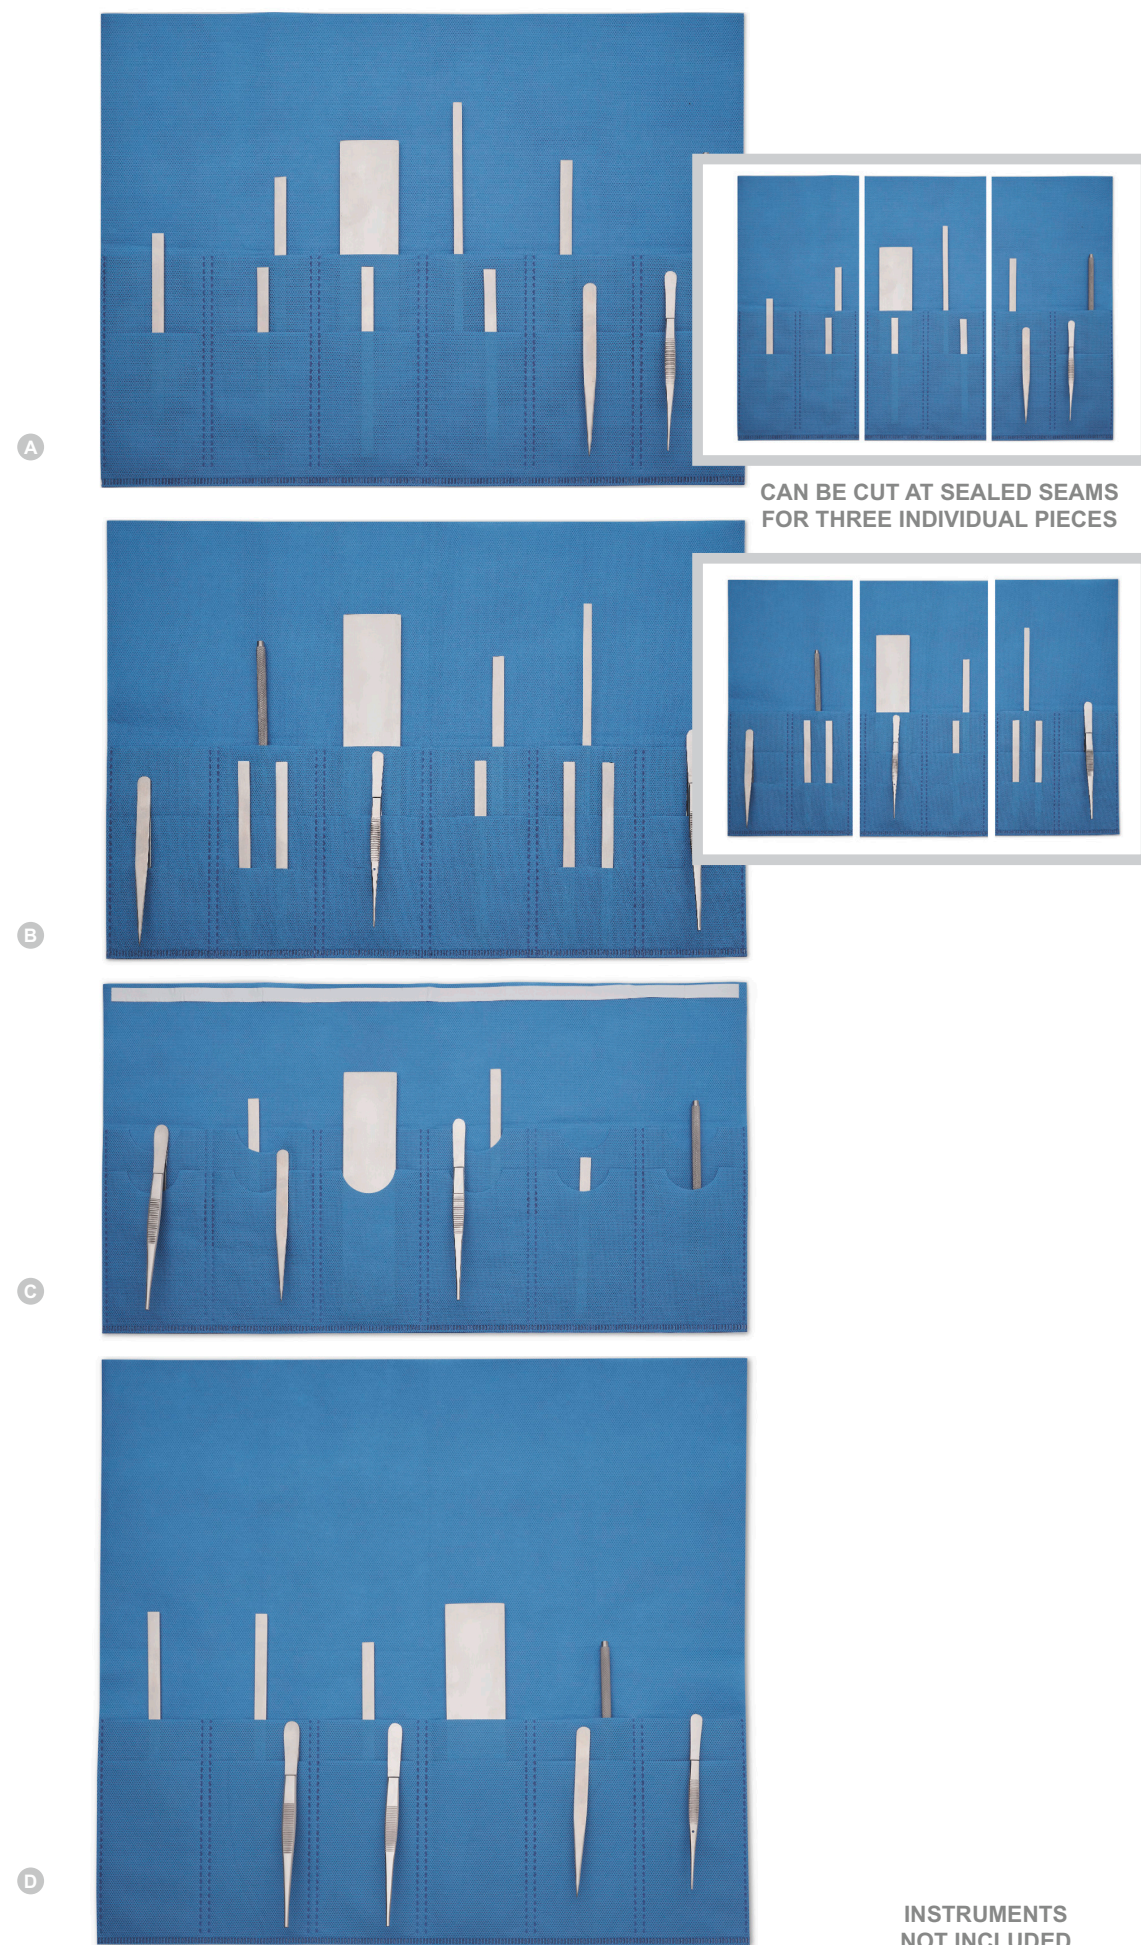 A
CAN BE CUT AT SEALED SEAMS
FOR THREE INDIVIDUAL PIECES
B
C
D
INSTRUMENTS
NOT INCLUDED